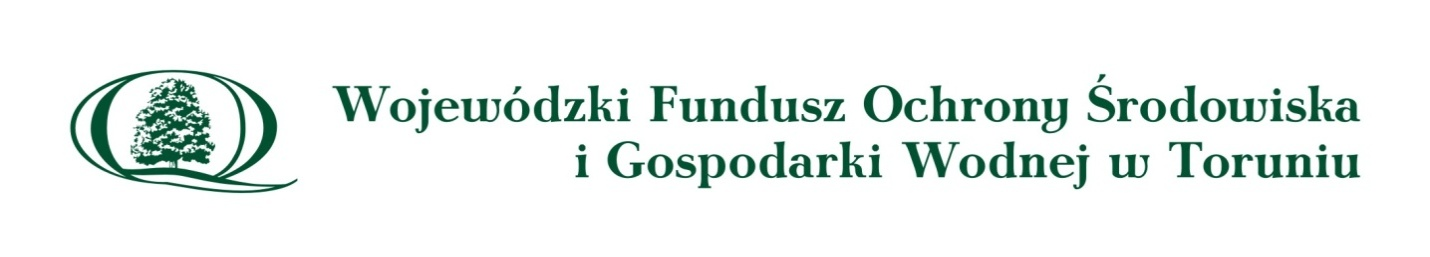 Wojewódzki Fundusz Ochrony Środowiska
i Gospodarki Wodnej w Toruniu